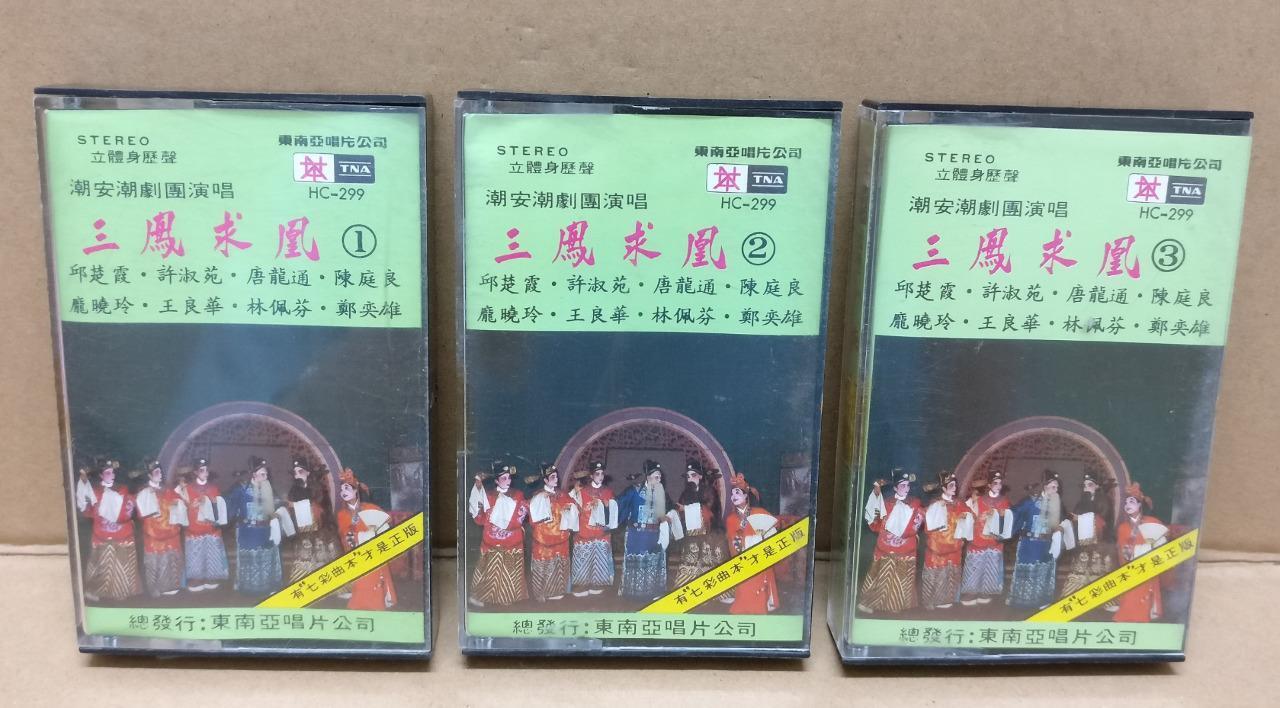 STEREO
立體身歷聲
東南亞唱片公司
TNA
HC-299
潮安潮劇團演唱
三鳳求凰 ①
邱楚霞・許淑苑・唐龍通・陳庭良
龐曉玲・王良華・林佩芬・鄭奕雄
有"七彩曲本"才是正版
總發行:東南亞唱片公司
STEREO
立體身歷聲
東南亞唱片公司
TNA
HC-299
潮安潮劇團演唱
三鳳求凰 ②
邱楚霞・許淑苑・唐龍通・陳庭良
龐曉玲・王良華・林佩芬・鄭奕雄
有"七彩曲本"才是正版
總發行:東南亞唱片公司
STEREO
立體身歷聲
東南亞唱片公司
TNA
HC-299
潮安潮劇團演唱
三鳳求凰 ③
邱楚霞・許淑苑・唐龍通・陳庭良
龐曉玲・王良華・林佩芬・鄭奕雄
有"七彩曲本"才是正版
總發行:東南亞唱片公司